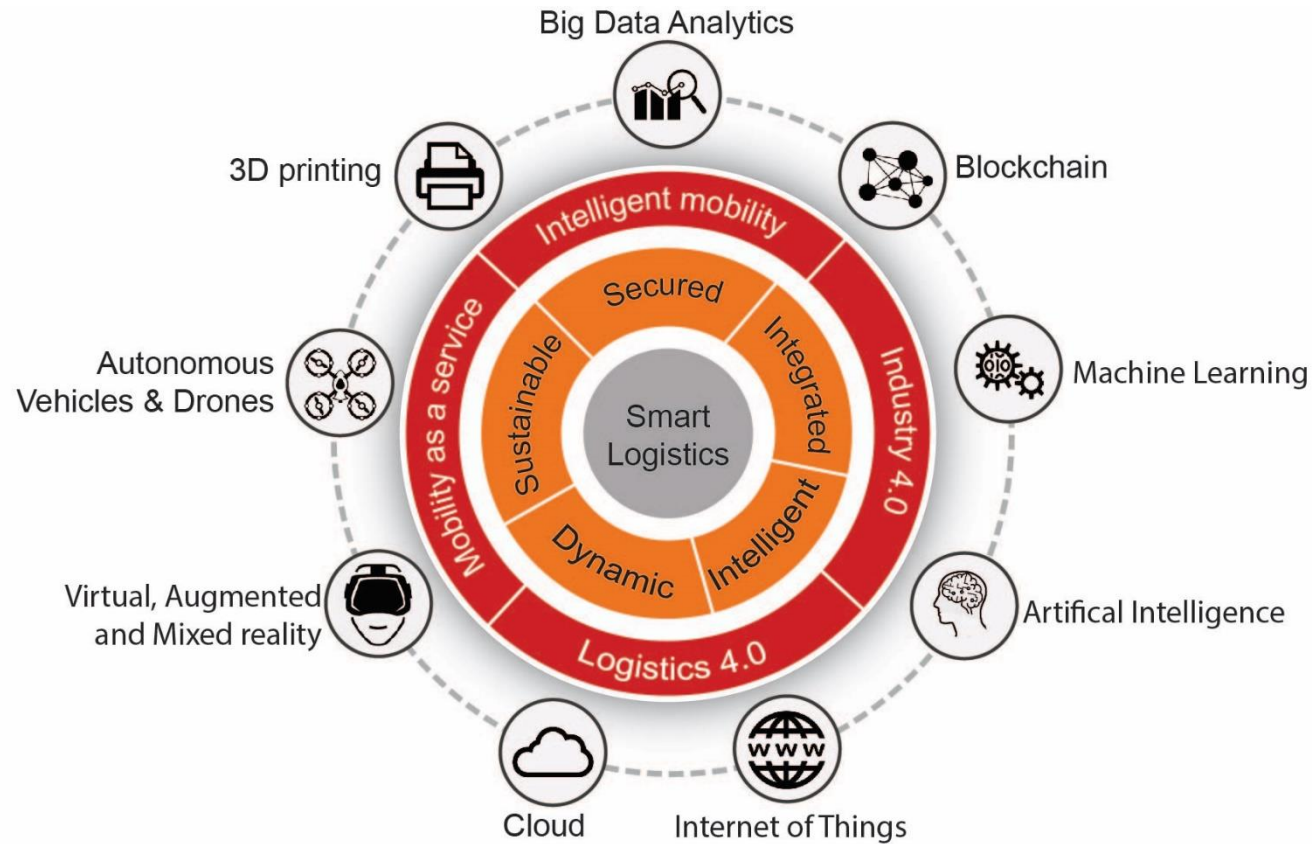 Big Data Analytics
3D printing
Blockchain
Intelligent mobility
Secured
Mobility as a service
Sustainable
Integrated
Industry 4.0
Autonomous
Vehicles & Drones
Machine Learning
Smart
Logistics
Dynamic
Intelligent
Virtual, Augmented
and Mixed reality
Artifical Intelligence
Logistics 4.0
WWW
Cloud
Internet of Things